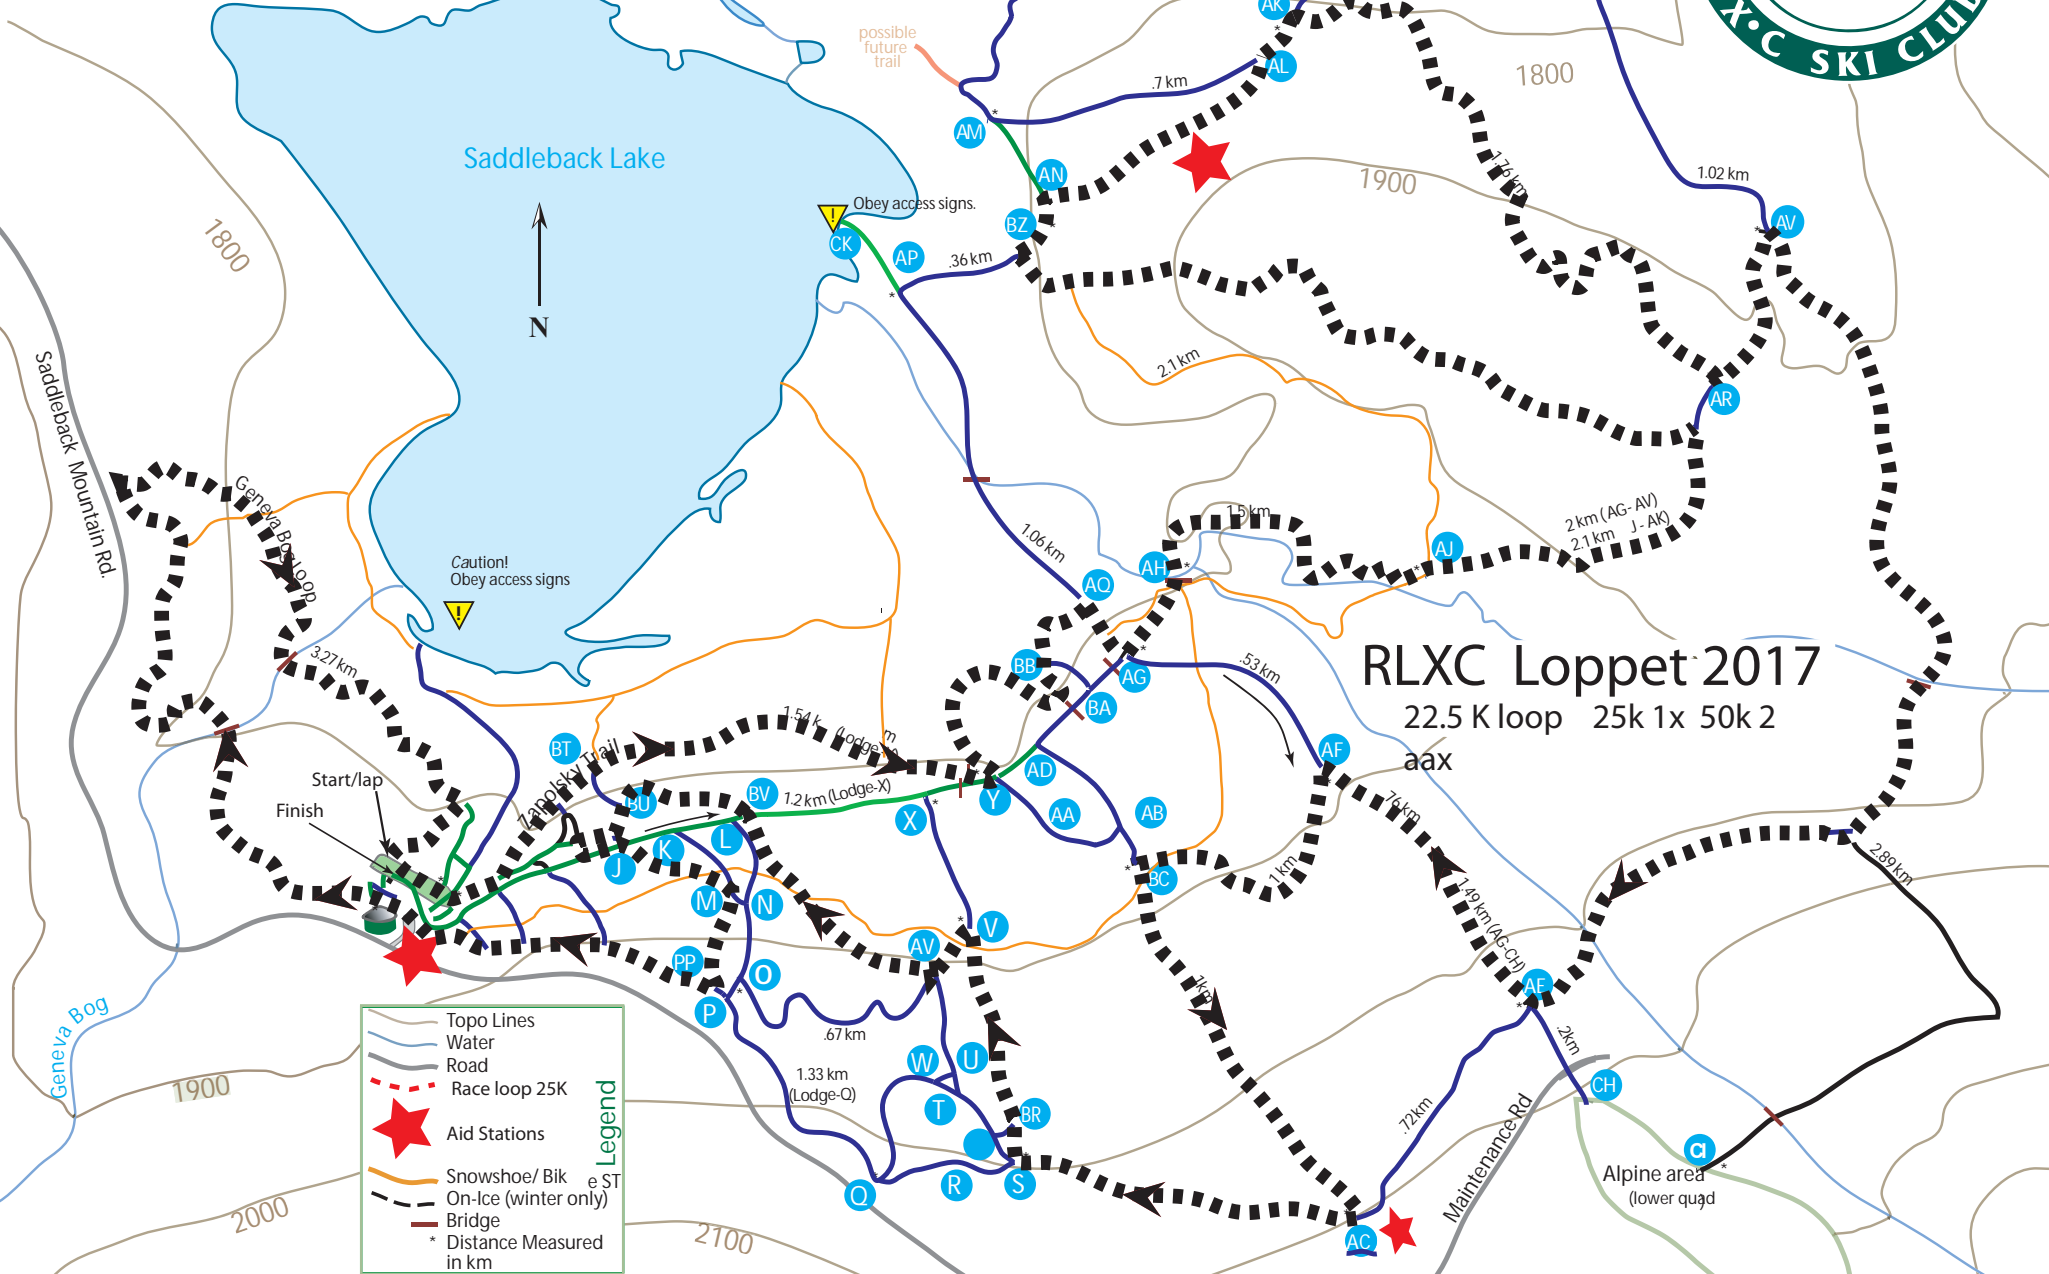 possible
future
trail
AK
X•C SKI CLUB
AL
.7 km
1800
AM
Saddleback Lake
AN
1.76 km
1900
1.02 km
Obey access signs.
!
CK
BZ
AV
AP
.36 km
1800
N
2.1 km
AR
Saddleback Mountain Rd.
Geneva Bog Loop
1.06 km
1.5 km
2 km (AG- AV)
2.1 km J - AK)
AJ
AH
AQ
Caution!
Obey access signs
!
3.27 km
BB
AG
.53 km
RLXC Loppet 2017
22.5 K loop 25k 1x 50k 2
aax
BA
1.54 k m
(Lodge-
BT
Zapolsky Trail
AF
AD
Start/lap
Finish
BU
BV
1.2 km (Lodge-X)
Y
X
AA
AB
.76 km
L
K
J
BC
1 km
2.89km
M
N
1.49 km (AG-CH)
V
AV
PP
O
AE
P
1km
.67 km
.2km
Geneva Bog
W
U
CH
1.33 km
(Lodge-Q)
T
BR
.72km
Maintenance Rd
1900
a
Alpine area
(lower quad
Q
R
S
AC
2000
2100
Legend
Topo Lines
Water
Road
Race loop 25K
Aid Stations
Snowshoe/ Bik e ST
On-Ice (winter only)
Bridge
* Distance Measured
in km